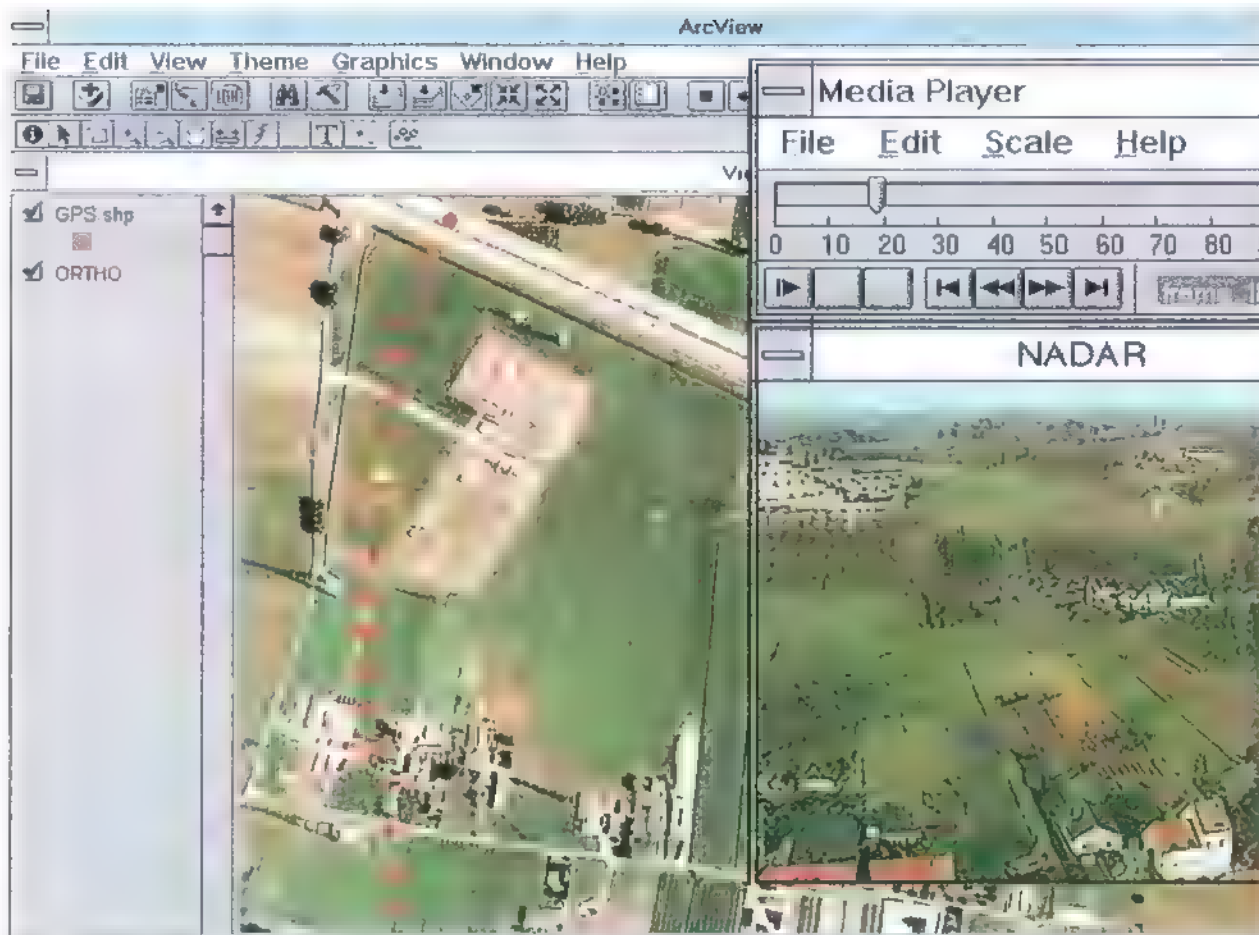 ArcView
File Edit View Theme Graphics Window Help
T
GPS.shp
ORTHO
Media Player
File Edit Scale Help
0 10 20 30 40 50 60 70 80
NADAR